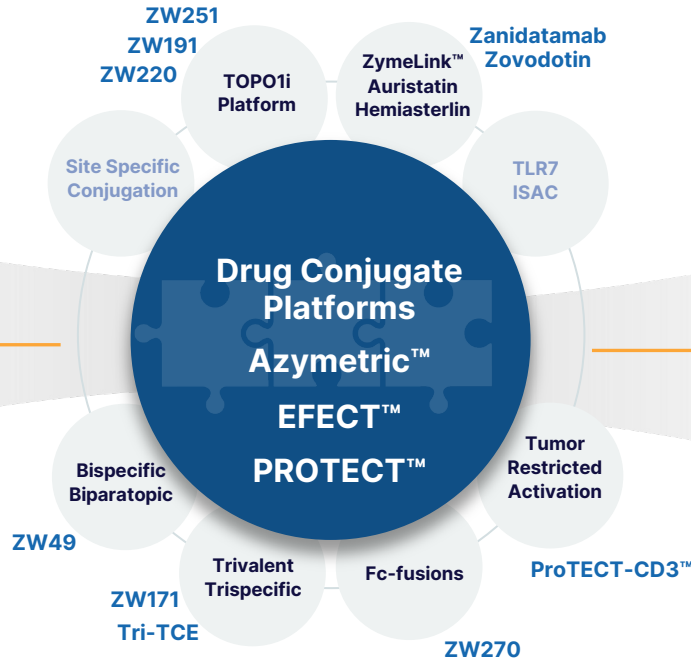 ZW251
ZW191
ZW220
TOPO1i
Platform
ZymeLink™
Auristatin
Hemiasterlin
Zanidatamab
Zovodotin
Site Specific
Conjugation
TLR7
ISAC
Drug Conjugate
Platforms
Azymetric™
EFECT™
PROTECT™
Bispecific
Biparatopic
Tumor
Restricted
Activation
ZW49
Trivalent
Trispecific
Fc-fusions
ProTECT-CD3™
ZW171
Tri-TCE
ZW270